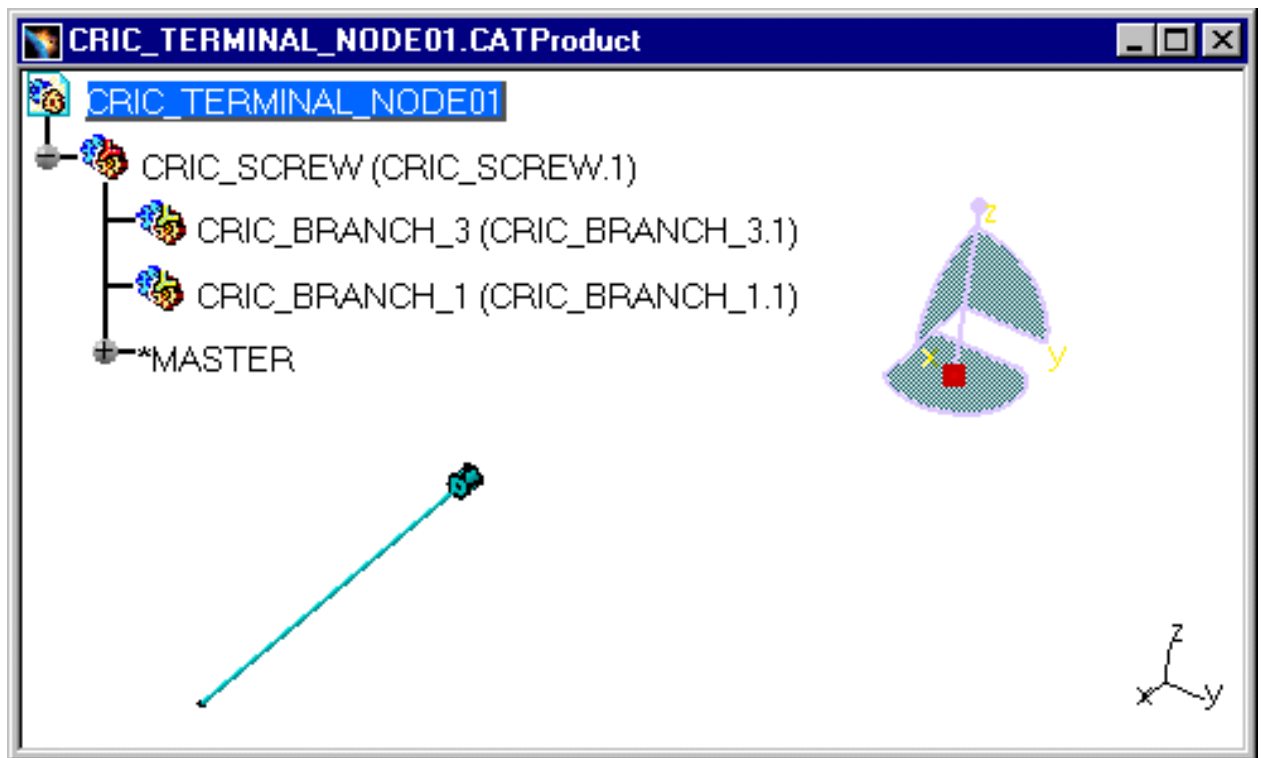 CRIC_TERMINAL_NODE01.CATProduct
CRIC_TERMINAL_NODE01
CRIC_SCREW (CRIC_SCREW.1)
CRIC_BRANCH_3 (CRIC_BRANCH_3.1)
CRIC_BRANCH_1 (CRIC_BRANCH_1.1)
*MASTER
z
x
y
z
x
y